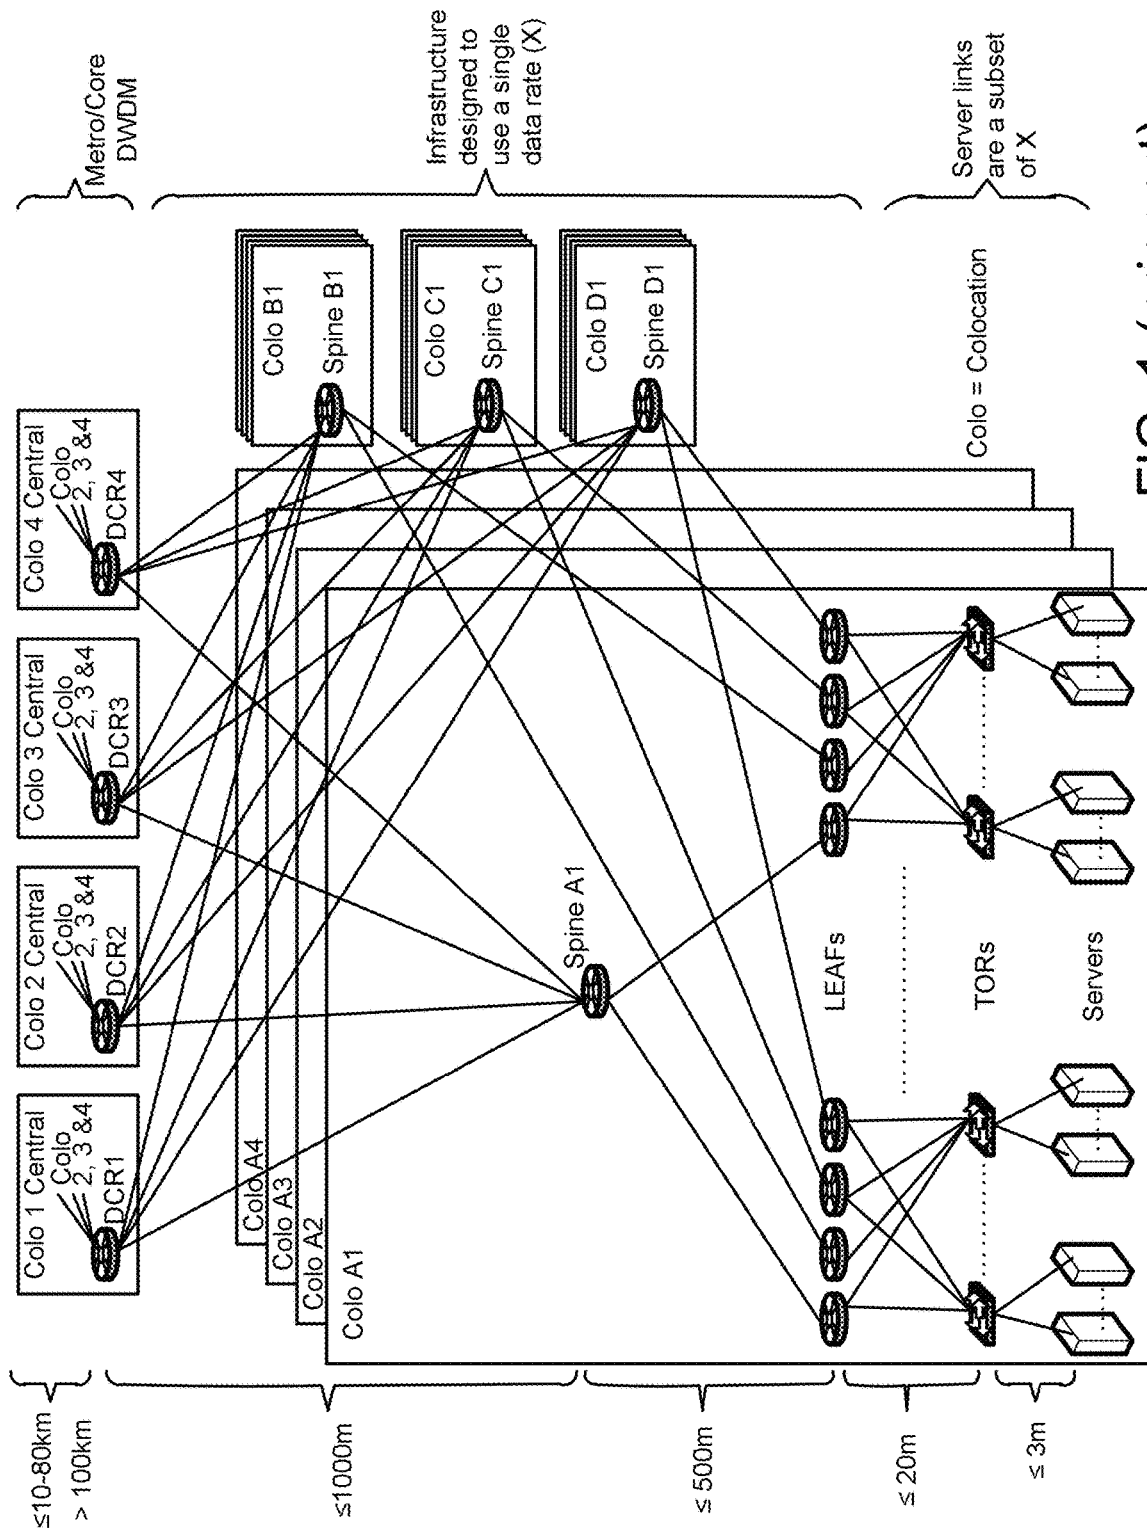 ≤10-80km
> 100km
≤1000m
≤ 500m
≤ 20m
≤ 3m
Colo 1 Central
Colo
2, 3 &4
DCR1
Colo 2 Central
Colo
2, 3 &4
DCR2
Colo 3 Central
Colo
2, 3 &4
DCR3
Colo 4 Central
Colo
2, 3 &4
DCR4
Metro/Core
DWDM
Colo A4
Colo A3
Colo A2
Colo A1
Spine A1
Colo B1
Spine B1
Colo C1
Spine C1
Colo D1
Spine D1
Infrastructure
designed to
use a single
data rate (X)
LEAFs
TORs
Servers
Server links
are a subset
of X
Colo = Colocation
FIG. 1 (prior art)